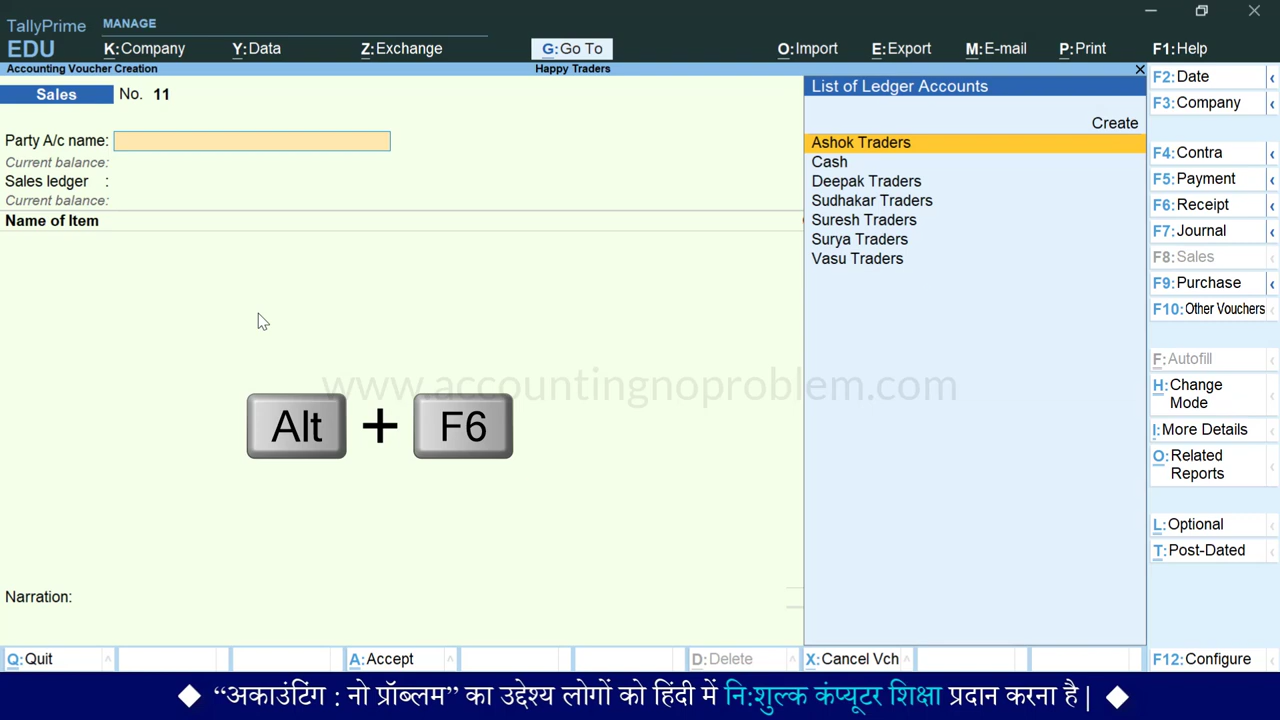 TallyPrime
MANAGE
EDU
K:Company
Y:Data
Z:Exchange
G:Go To
O:Import
E:Export
M:E-mail
P:Print
F1:Help
Accounting Voucher Creation
Happy Traders
Sales
No. 11
Party A/c name:
Current balance:
Sales ledger :
Current balance:
Name of Item
List of Ledger Accounts
Create
Ashok Traders
Cash
Deepak Traders
Sudhakar Traders
Suresh Traders
Surya Traders
Vasu Traders
F2:Date
F3:Company
F4:Contra
F5:Payment
F6:Receipt
F7:Journal
F8:Sales
F9:Purchase
F10:Other Vouchers
F:Autofill
H:Change
Mode
I:More Details
O:Related
Reports
L:Optional
T:Post-Dated
www.accountingnoproblem.com
Alt + F6
Narration:
Q:Quit
A:Accept
D:Delete
X:Cancel Vch
F12:Configure
“अकाउंटिंग : नो प्रॉब्लम” का उद्देश्य लोगों को हिंदी में नि:शुल्क कंप्यूटर शिक्षा प्रदान करना है|